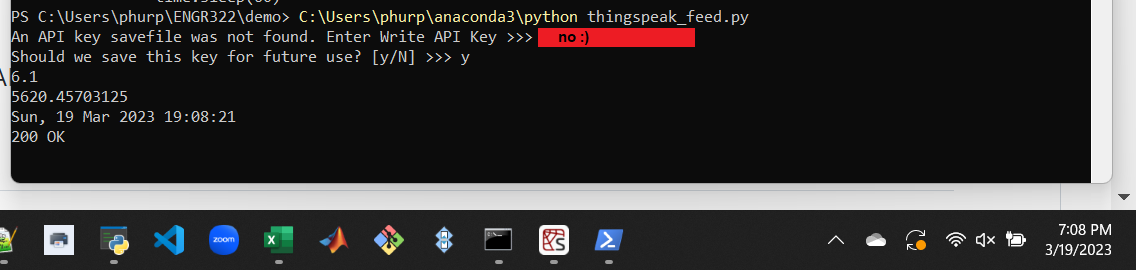 time.sleep(60)
PS C:\Users\phurp\ENGR322\demo> C:\Users\phurp\anaconda3\python thingspeak_feed.py
An API key savefile was not found. Enter Write API Key >>> no :)
Should we save this key for future use? [y/N] >>> y
6.1
5620.45703125
Sun, 19 Mar 2023 19:08:21
200 OK
zoom
7:08 PM
3/19/2023